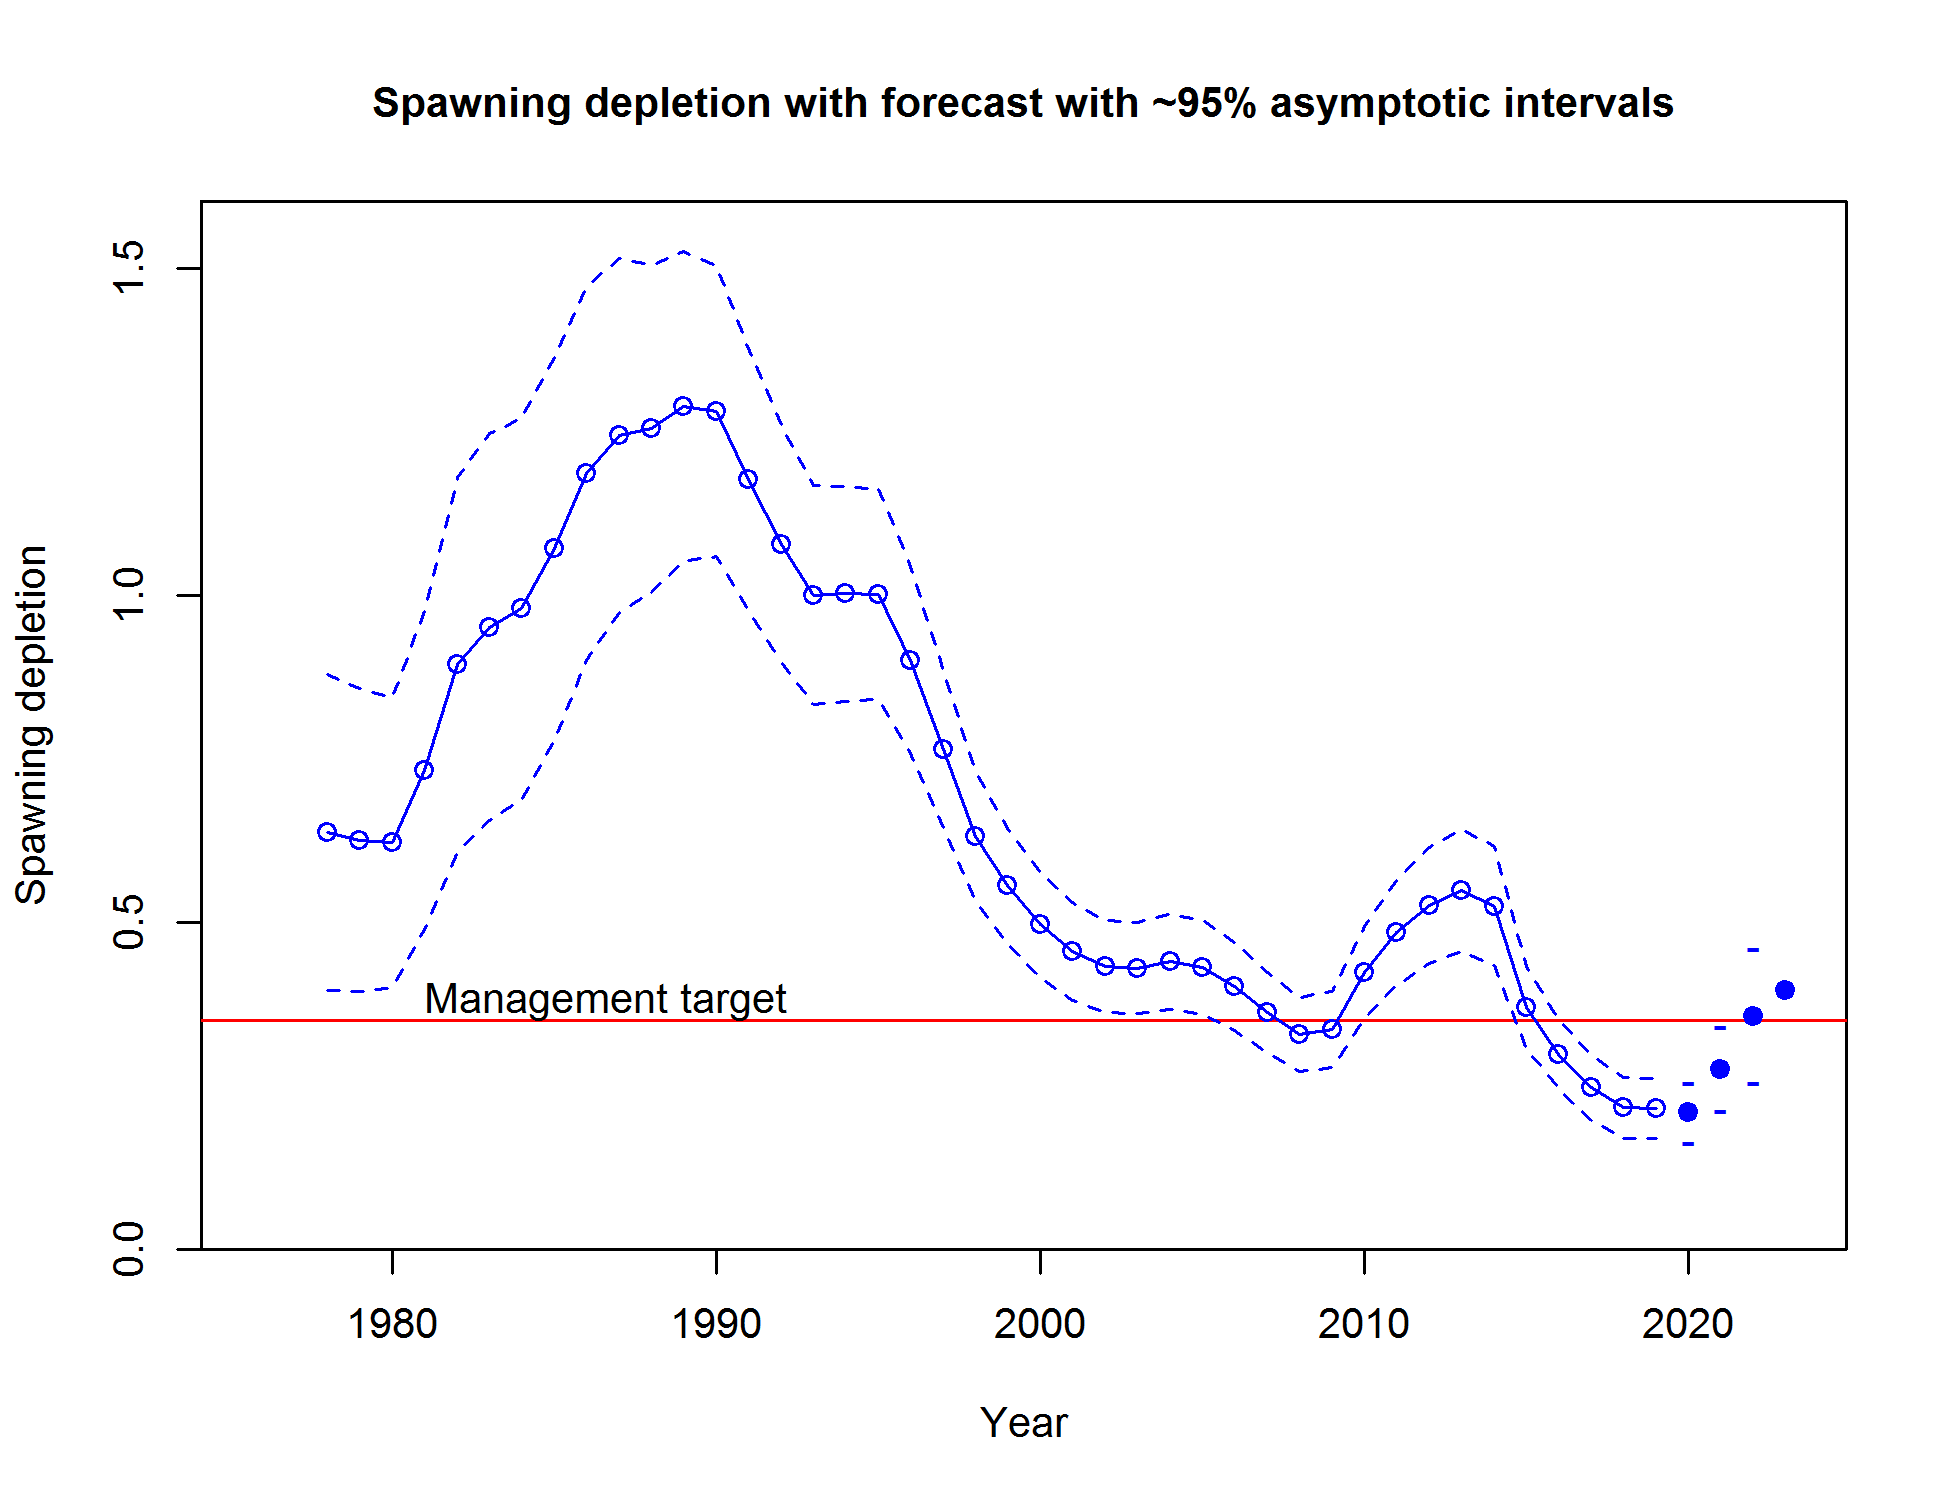 Spawning depletion with forecast with ~95% asymptotic intervals
Spawning depletion
1.5
1.0
0.5
0.0
Management target
1980 1990 2000 2010 2020
Year